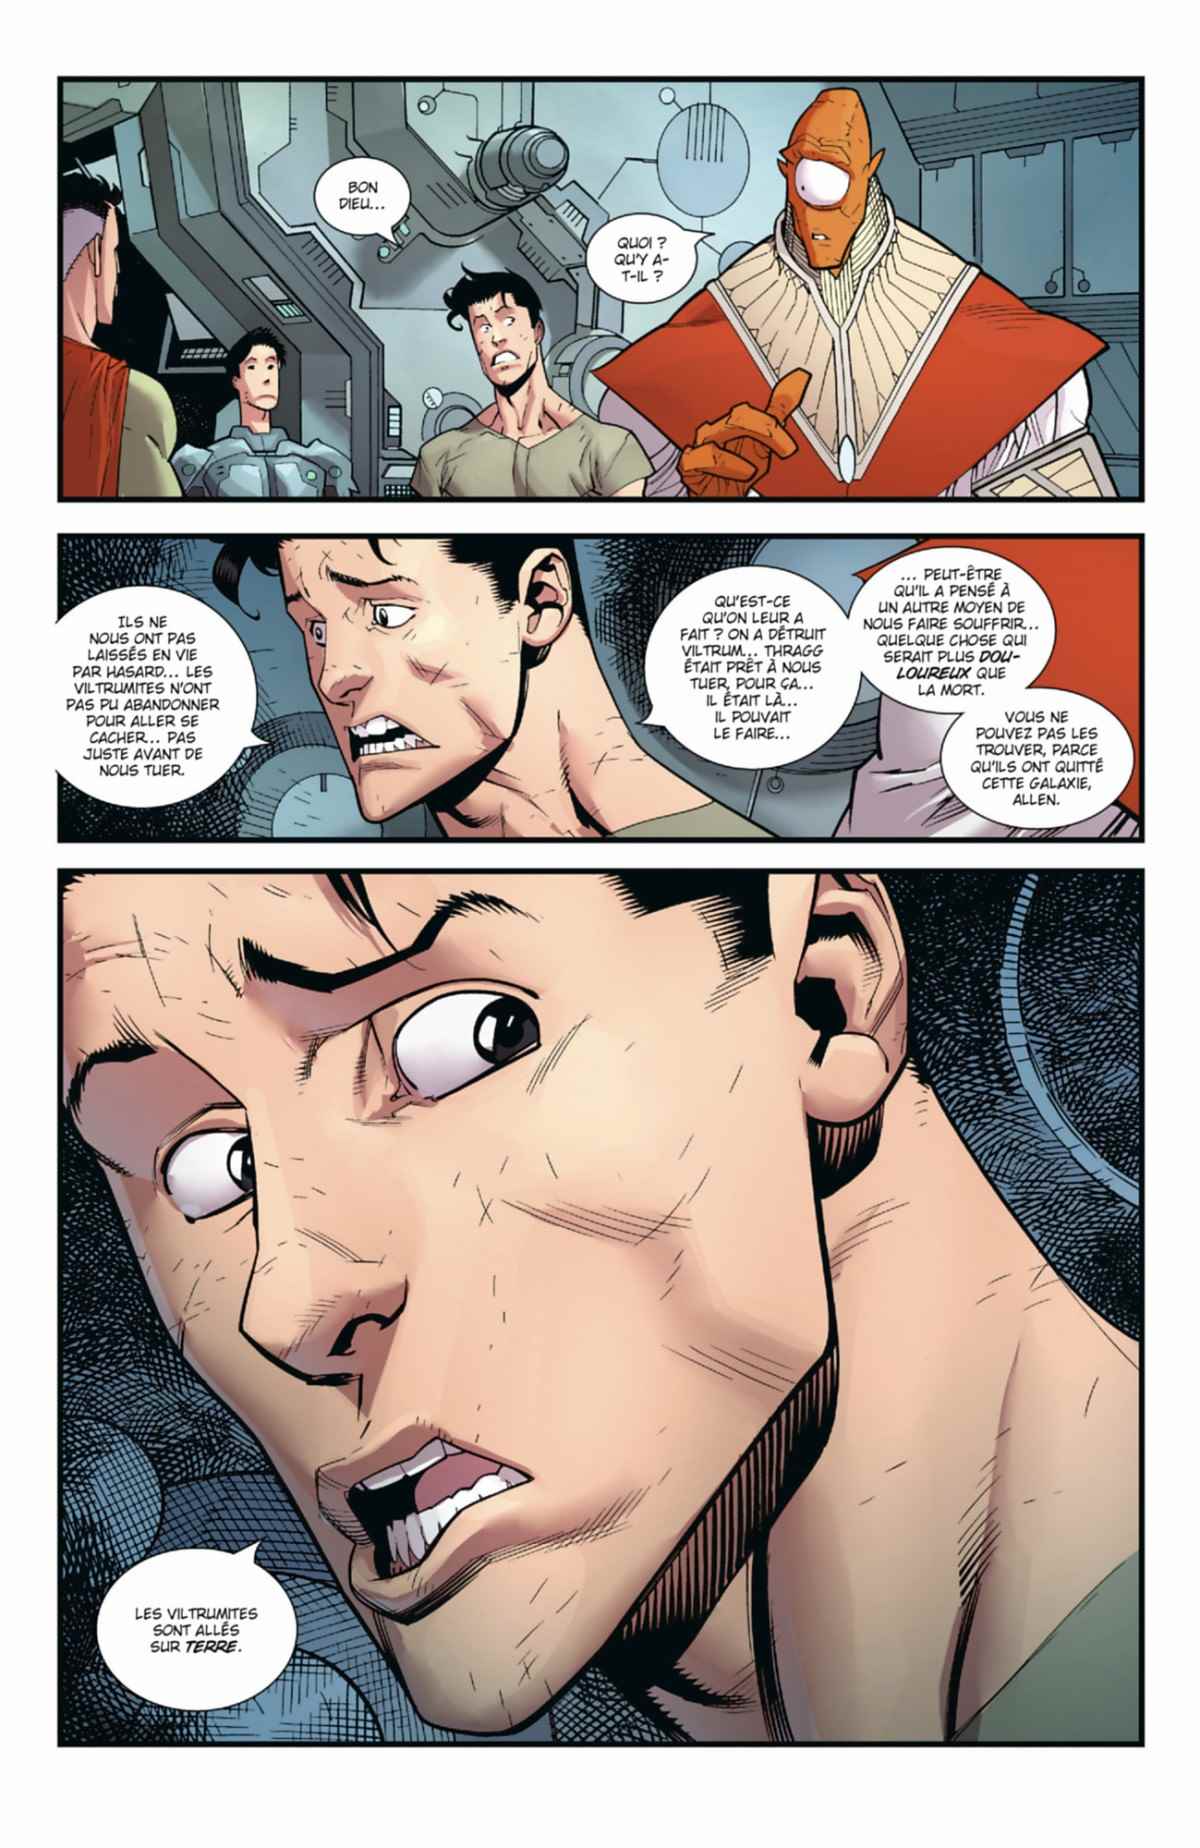 BON
DIEU...
QUOI ?
QU'Y A-
T-IL ?
ILS NE
NOUS ONT PAS
LAISSÉS EN VIE
PAR HASARD... LES
VILTRUMITES N'ONT
PAS PU ABANDONNER
POUR ALLER SE
CACHER... PAS
JUSTE AVANT DE
NOUS TUER.
QU'EST-CE
QU'ON LEUR A
FAIT ? ON A DÉTRUIT
VILTRUM... THRAGG
ÉTAIT PRÊT À NOUS
TUER, POUR ÇA...
IL ÉTAIT LÀ...
IL POUVAIT
LE FAIRE...
... PEUT-ÊTRE
QU'IL A PENSÉ À
UN AUTRE MOYEN DE
NOUS FAIRE SOUFFRIR...
QUELQUE CHOSE QUI
SERAIT PLUS DOU-
LOUREUX QUE
LA MORT.
VOUS NE
POUVEZ PAS LES
TROUVER, PARCE
QU'ILS ONT QUITTÉ
CETTE GALAXIE,
ALLEN.
LES VILTRUMITES
SONT ALLÉS
SUR TERRE.